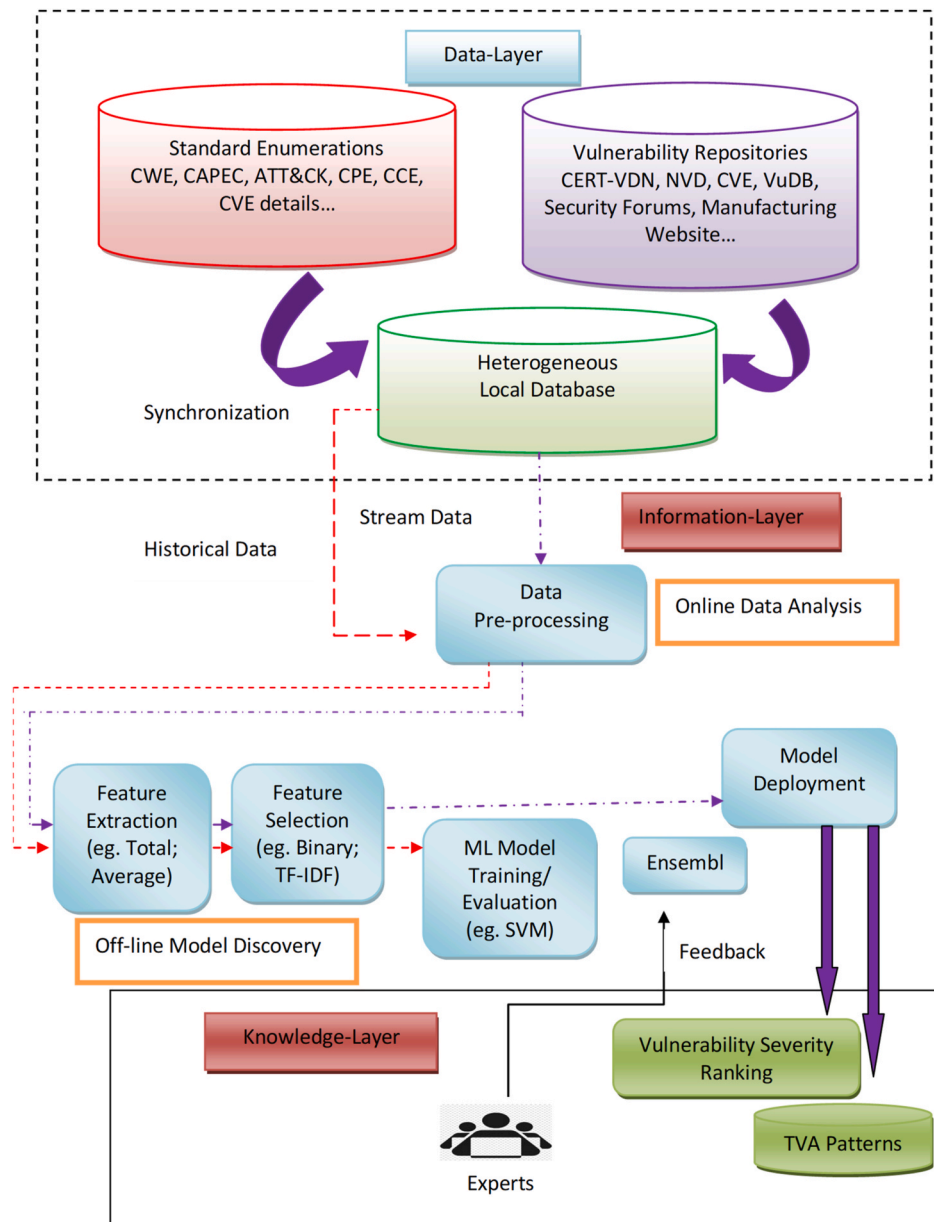 Data-Layer
Standard Enumerations
CWE, CAPEC, ATT&CK, CPE, CCE,
CVE details...
Vulnerability Repositories
CERT-VDN, NVD, CVE, VuDB,
Security Forums, Manufacturing
Website...
Heterogeneous
Local Database
Synchronization
Stream Data
Historical Data
Information-Layer
Data
Pre-processing
Online Data Analysis
Feature
Extraction
(eg. Total;
Average)
Feature
Selection
(eg. Binary;
TF-IDF)
ML Model
Training/
Evaluation
(eg. SVM)
Ensembl
Model
Deployment
Off-line Model Discovery
Feedback
Knowledge-Layer
Vulnerability Severity
Ranking
TVA Patterns
Experts